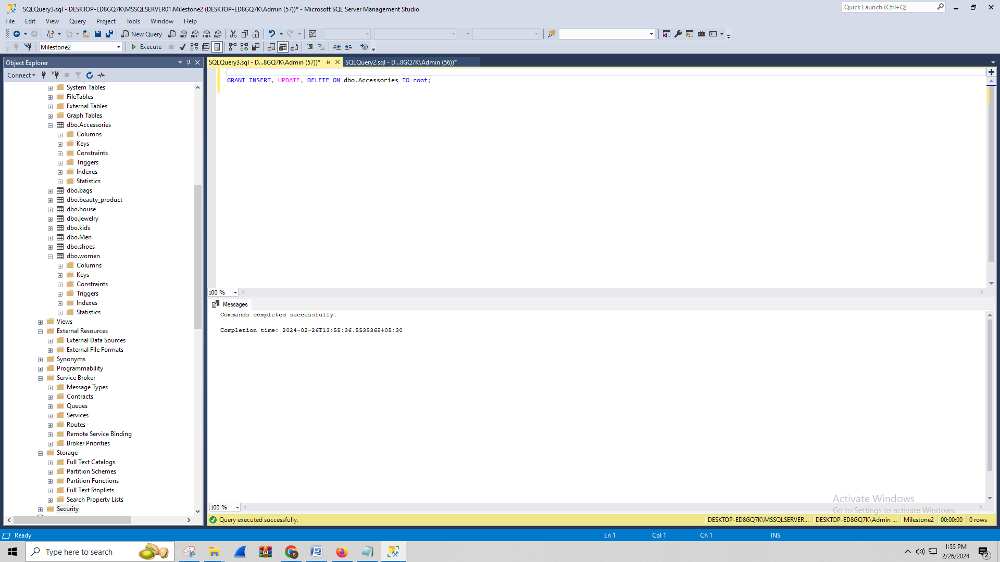 SQLQuery3.sql - DESKTOP-ED8GQ7K\MSSQLSERVER01.Milestone2 (DESKTOP-ED8GQ7K\Admin (57))* - Microsoft SQL Server Management Studio
Quick Launch (Ctrl+Q)
File Edit View Query Project Tools Window Help
New Query
MDX DMX XMLA DAX
Milestone2
Execute
Object Explorer
SQLQuery3.sql - D...8GQ7K\Admin (57))*
SQLQuery2.sql - D...8GQ7K\Admin (56))*
Connect
GRANT INSERT, UPDATE, DELETE ON dbo.Accessories TO root;
System Tables
FileTables
External Tables
Graph Tables
dbo.Accessories
Columns
Keys
Constraints
Triggers
Indexes
Statistics
dbo.bags
dbo.beauty_product
dbo.house
dbo.jewelry
dbo.kids
dbo.Men
dbo.shoes
dbo.women
Columns
Keys
Constraints
Triggers
Indexes
Statistics
Views
External Resources
External Data Sources
External File Formats
Synonyms
Programmability
Service Broker
Message Types
Contracts
Queues
Services
Routes
Remote Service Binding
Broker Priorities
Storage
Full Text Catalogs
Partition Schemes
Partition Functions
Full Text Stoplists
Search Property Lists
Security
100 %
Messages
Commands completed successfully.
Completion time: 2024-02-26T13:55:36.5539368+05:30
100 %
Activate Windows
Go to Settings to activate Windows.
Query executed successfully.
DESKTOP-ED8GQ7K\MSSQLSERVER... DESKTOP-ED8GQ7K\Admin ... Milestone2 00:00:00 0 rows
Ready
Ln 1 Col 1 Ch 1 INS
Type here to search
S
W
1:55 PM
2/26/2024
2